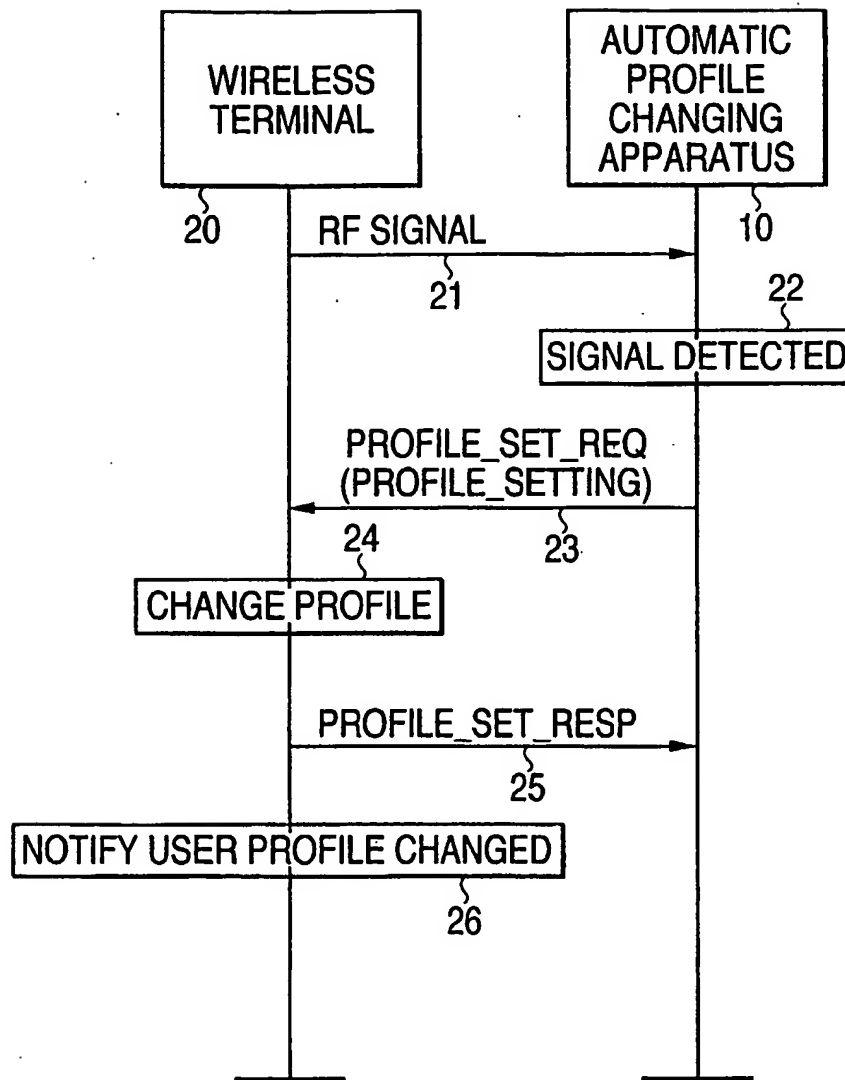 WIRELESS
TERMINAL
AUTOMATIC
PROFILE
CHANGING
APPARATUS
20
10
RF SIGNAL
21
22
SIGNAL DETECTED
PROFILE_SET_REQ
(PROFILE_SETTING)
23
24
CHANGE PROFILE
PROFILE_SET_RESP
25
NOTIFY USER PROFILE CHANGED
26